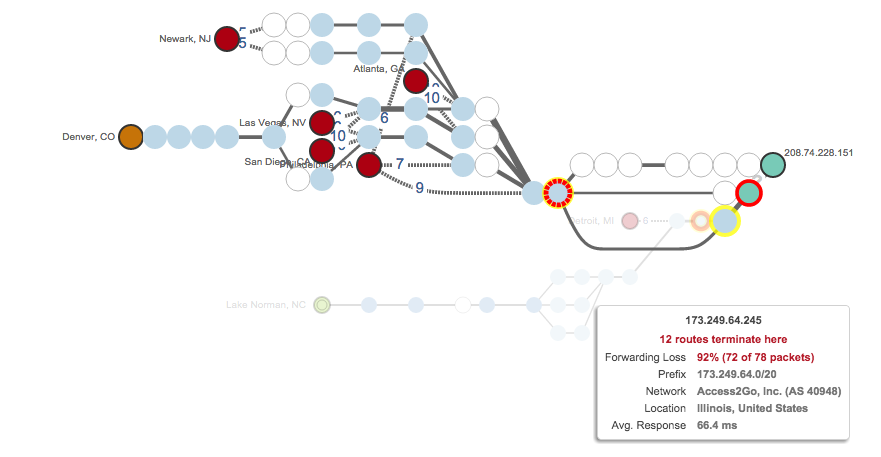 Newark, NJ
5
5
Atlanta, GA
10
Las Vegas, NV
6
Denver, CO
10
San Diego, CA
Philadelphia, PA
7
9
208.74.228.151
Detroit, MI
6
Lake Norman, NC
173.249.64.245
12 routes terminate here
Forwarding Loss 92% (72 of 78 packets)
Prefix 173.249.64.0/20
Network Access2Go, Inc. (AS 40948)
Location Illinois, United States
Avg. Response 66.4 ms